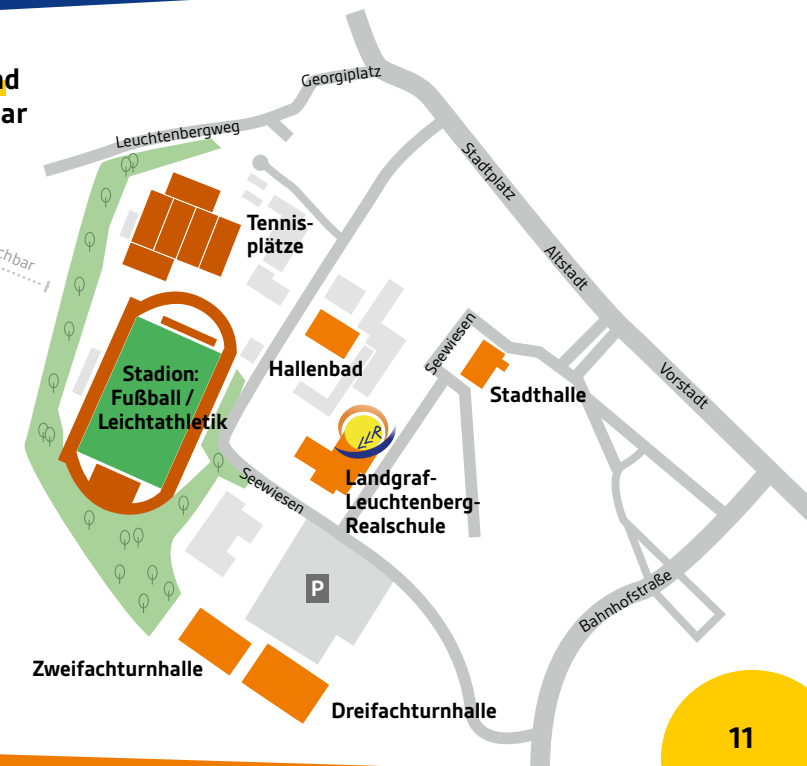 ar
Georgiplatz
Leuchtenbergweg
Stadtplatz
Tennis-
plätze
Altstadt
Seewiesen
Hallenbad
Vorstadt
Stadion:
Fußball /
Leichtathletik
Stadthalle
LLR
Seewiesen
Landgraf-
Leuchtenberg-
Realschule
P
Bahnhofstraße
Zweifachturnhalle
Dreifachturnhalle
11